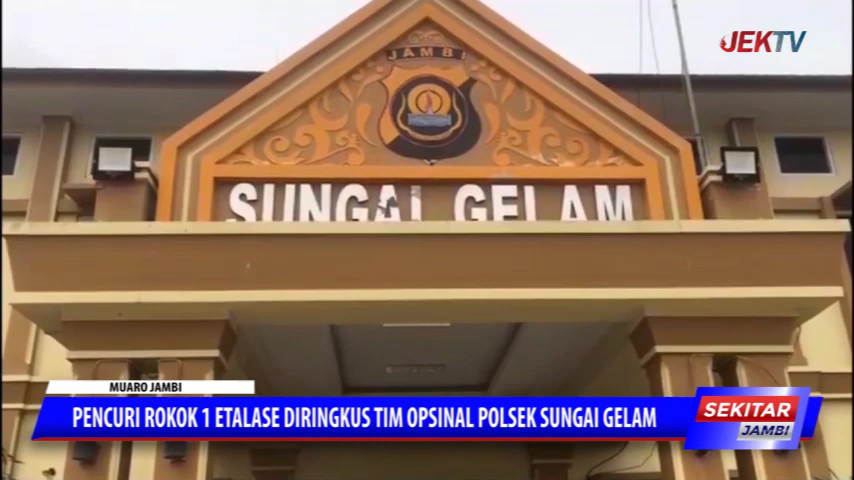 JEKTV
JAMBI
SUNGAI GELAM
MUARO JAMBI
PENCURI ROKOK 1 ETALASE DIRINGKUS TIM OPSINAL POLSEK SUNGAI GELAM
SEKITAR
JAMBI